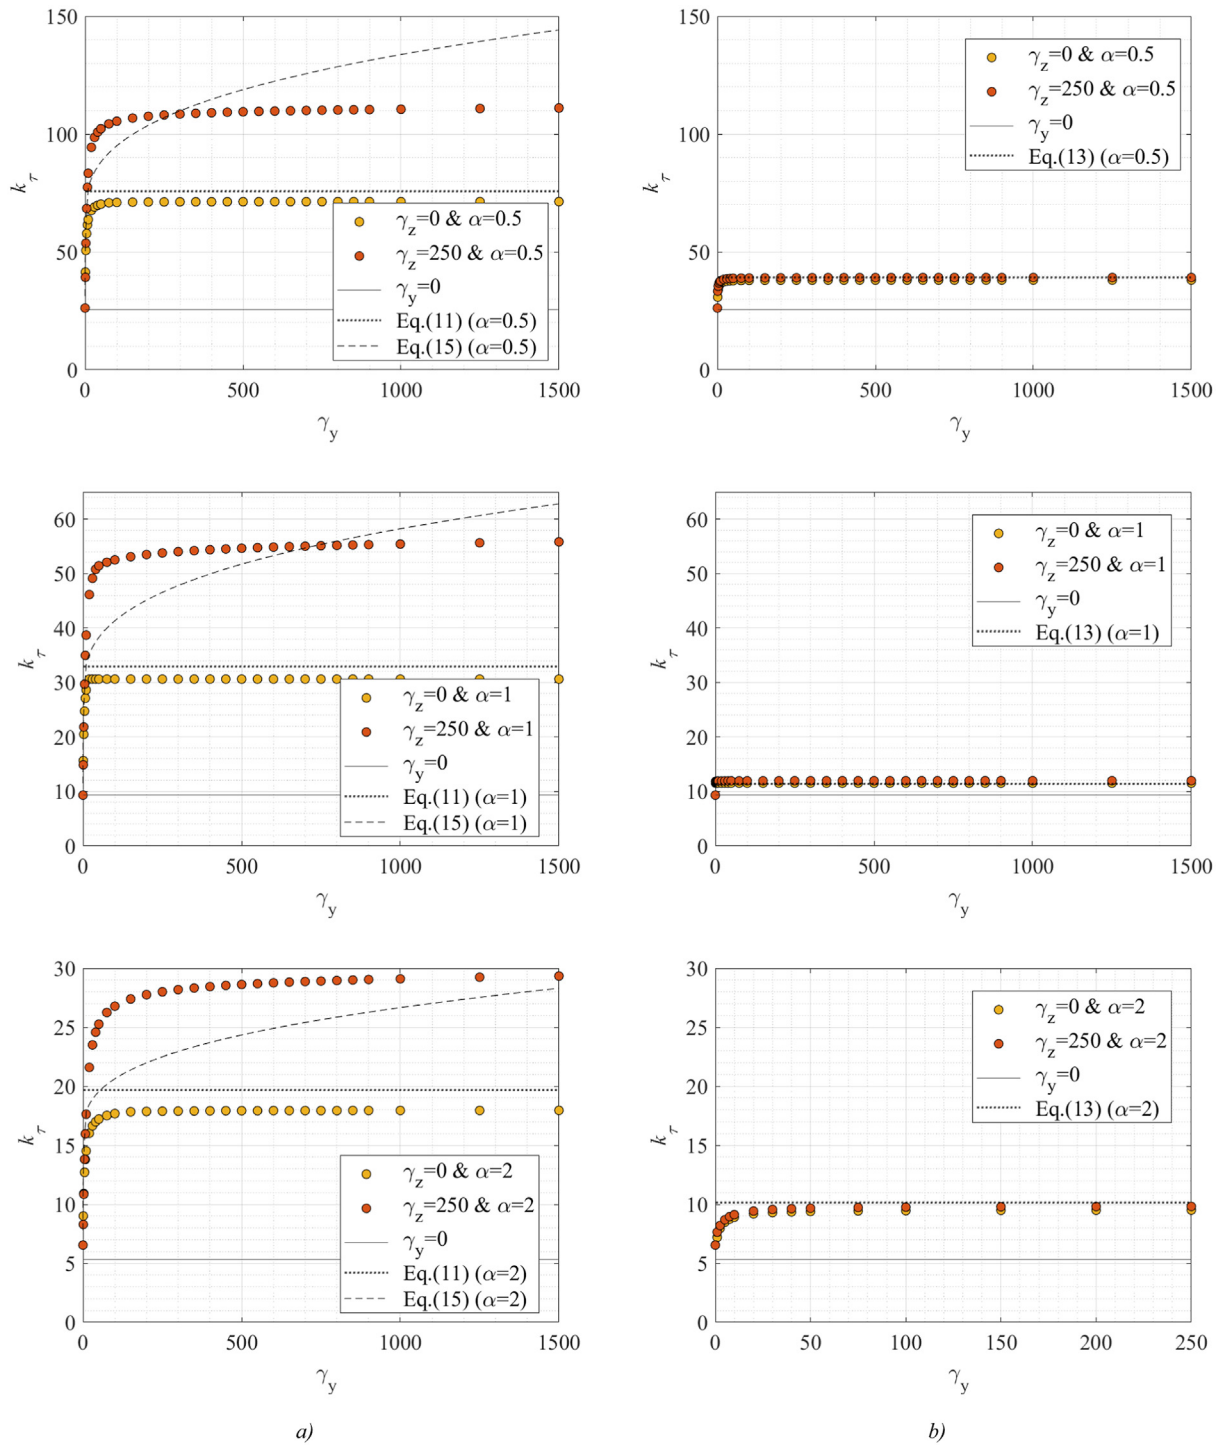 150
100
50
0
k_τ
γ_z=0 & α=0.5
γ_z=250 & α=0.5
γ_y=0
Eq.(11) (α=0.5)
Eq.(15) (α=0.5)
0 500 1000 1500
γ_y
150
100
50
0
k_τ
γ_z=0 & α=0.5
γ_z=250 & α=0.5
γ_y=0
Eq.(13) (α=0.5)
0 500 1000 1500
γ_y
60
50
40
30
20
10
0
k_τ
γ_z=0 & α=1
γ_z=250 & α=1
γ_y=0
Eq.(11) (α=1)
Eq.(15) (α=1)
0 500 1000 1500
γ_y
60
50
40
30
20
10
0
k_τ
γ_z=0 & α=1
γ_z=250 & α=1
γ_y=0
Eq.(13) (α=1)
0 500 1000 1500
γ_y
30
25
20
15
10
5
0
k_τ
γ_z=0 & α=2
γ_z=250 & α=2
γ_y=0
Eq.(11) (α=2)
Eq.(15) (α=2)
0 500 1000 1500
γ_y
30
25
20
15
10
5
0
k_τ
γ_z=0 & α=2
γ_z=250 & α=2
γ_y=0
Eq.(13) (α=2)
0 50 100 150 200 250
γ_y
a)
b)